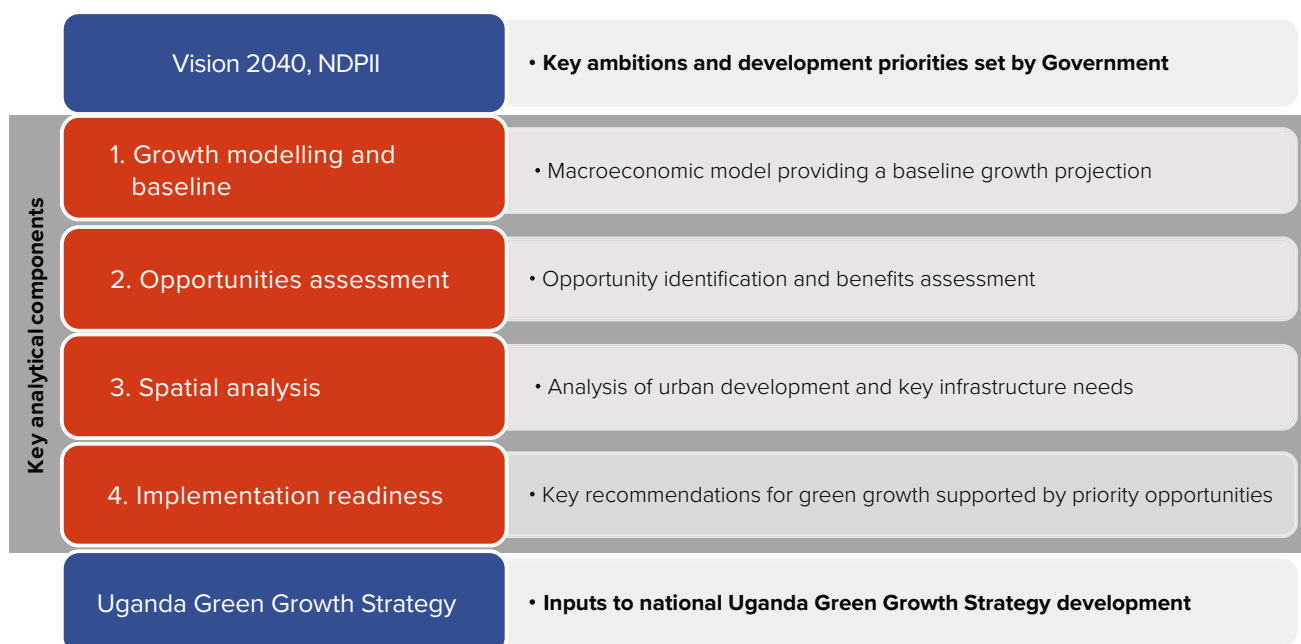 Vision 2040, NDPII
• Key ambitions and development priorities set by Government
Key analytical components
1. Growth modelling and
baseline
• Macroeconomic model providing a baseline growth projection
2. Opportunities assessment
• Opportunity identification and benefits assessment
3. Spatial analysis
• Analysis of urban development and key infrastructure needs
4. Implementation readiness
• Key recommendations for green growth supported by priority opportunities
Uganda Green Growth Strategy
• Inputs to national Uganda Green Growth Strategy development